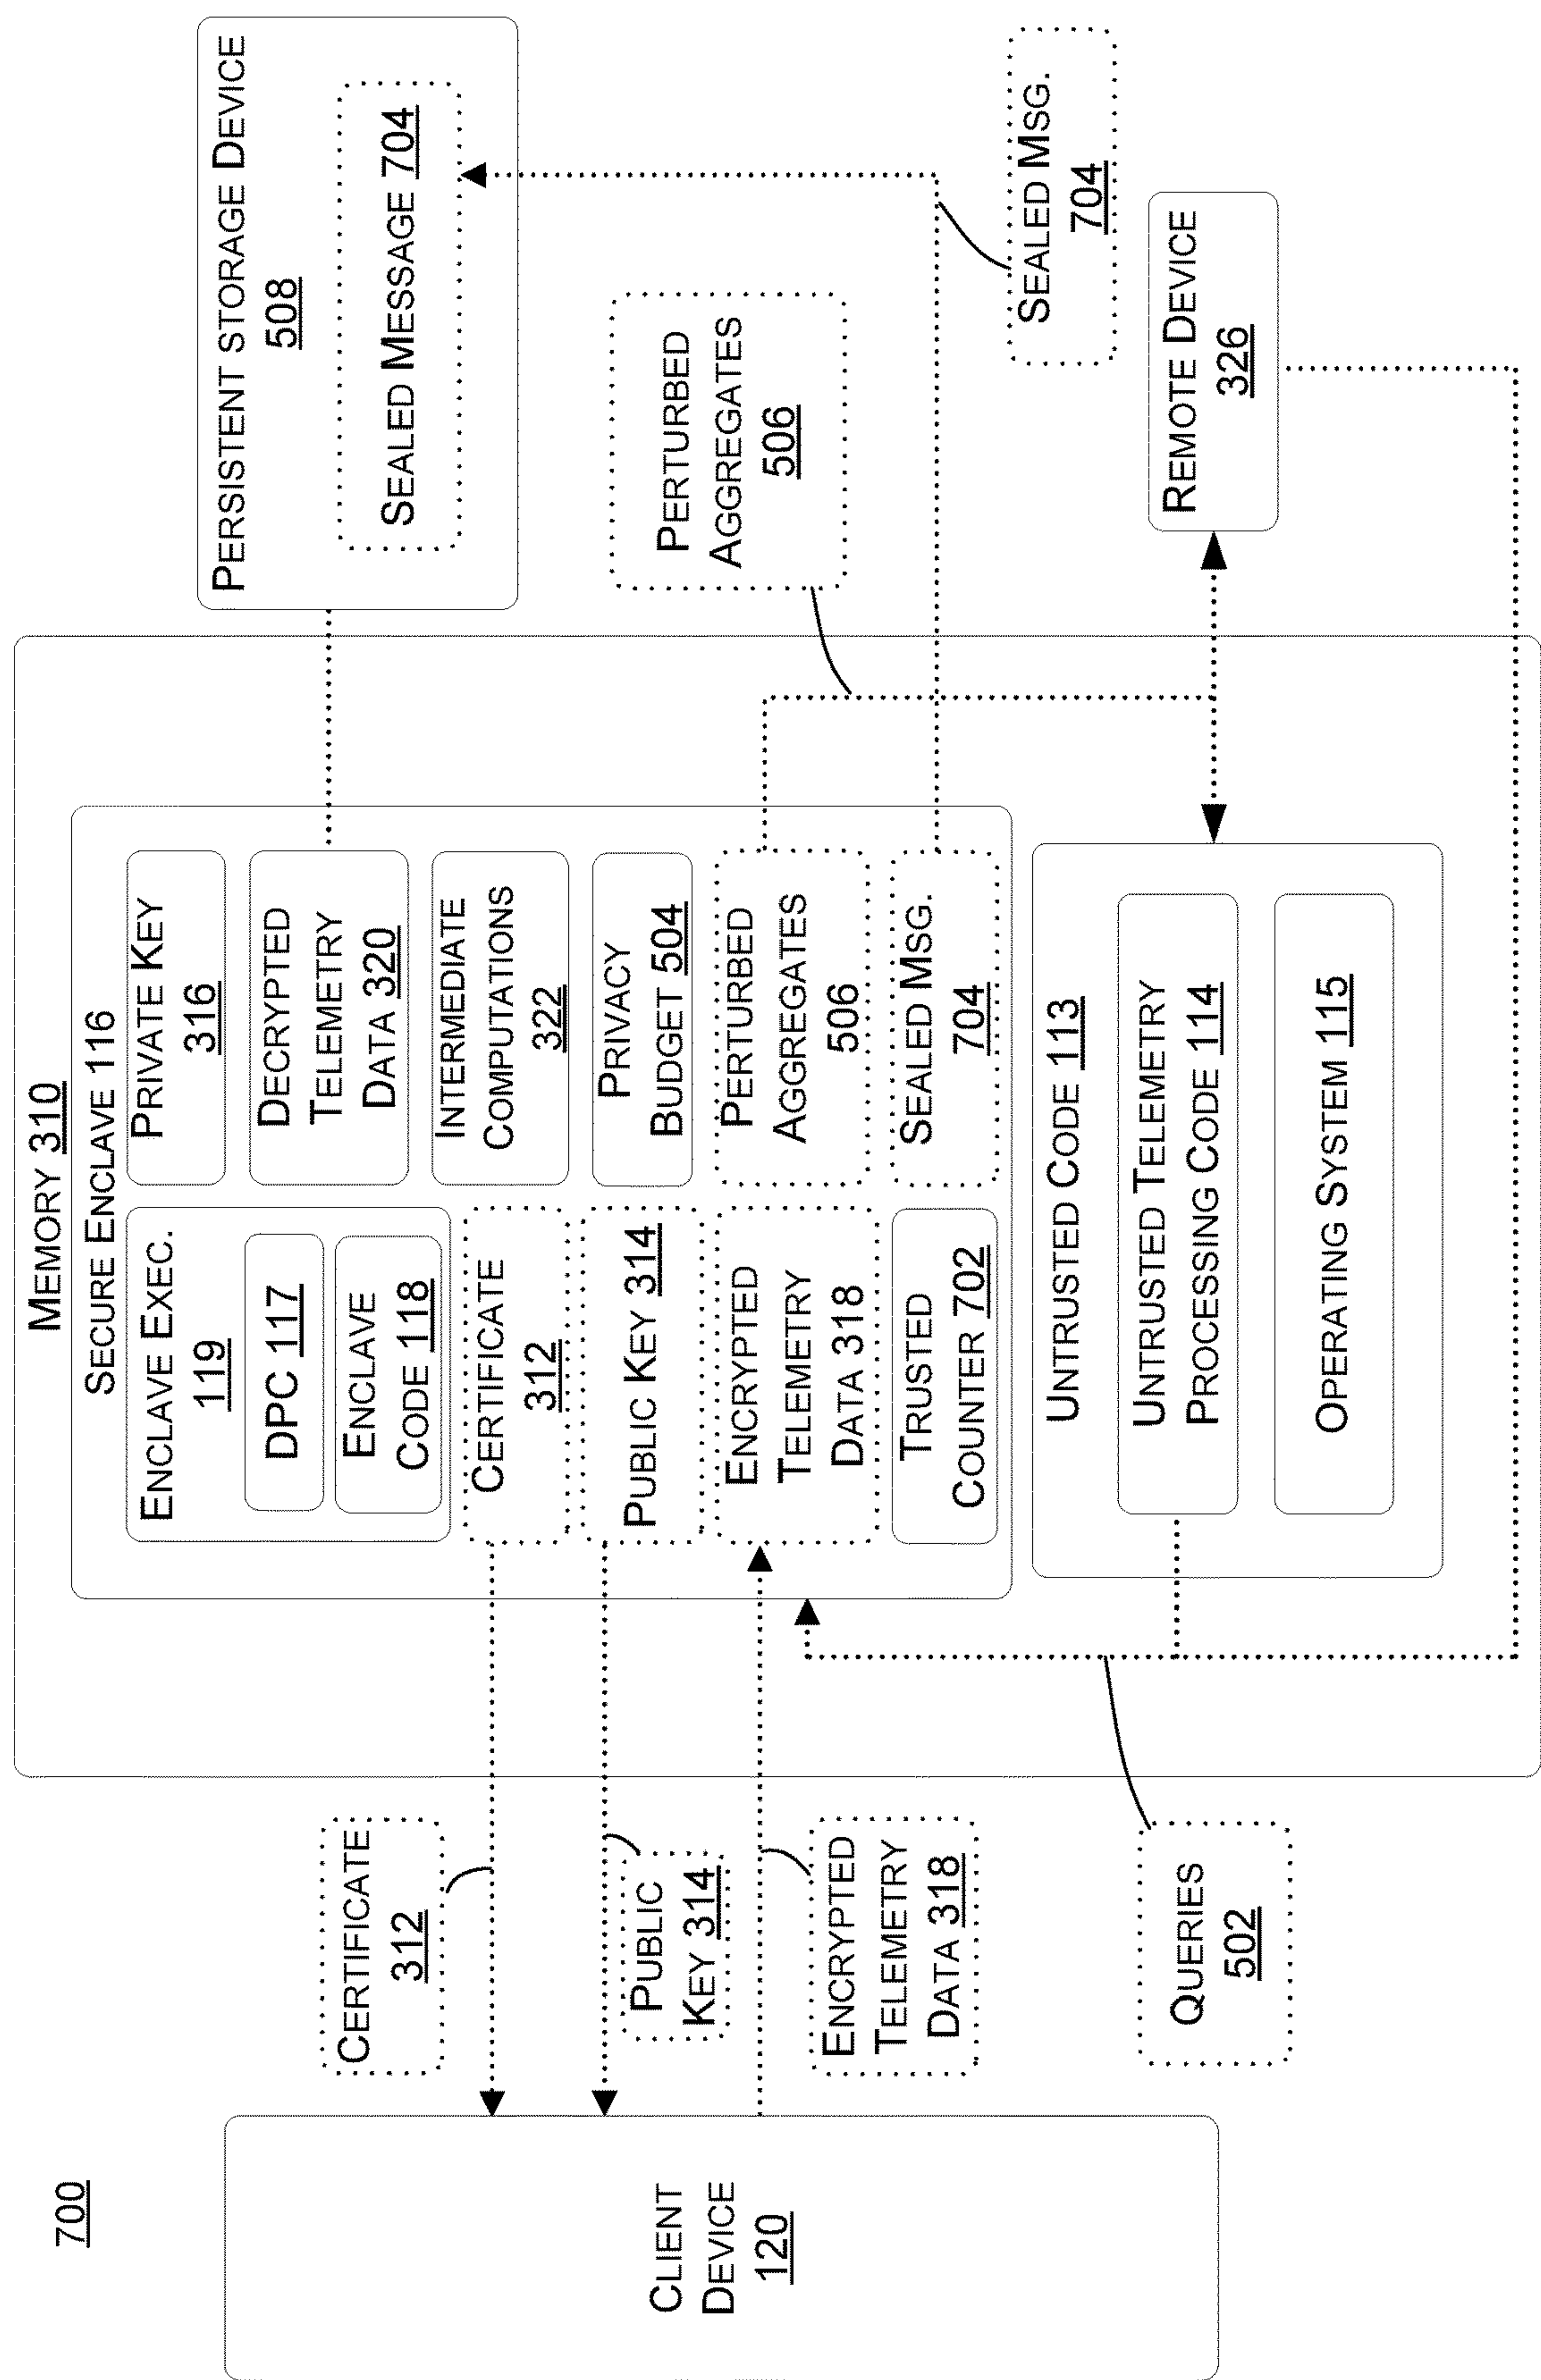 700
CLIENT
DEVICE
120
CERTIFICATE
312
PUBLIC
KEY 314
ENCRYPTED
TELEMETRY
DATA 318
QUERIES
502
MEMORY 310
SECURE ENCLAVE 116
ENCLAVE EXEC.
119
DPC 117
ENCLAVE
CODE 118
CERTIFICATE
312
PUBLIC KEY 314
ENCRYPTED
TELEMETRY
DATA 318
TRUSTED
COUNTER 702
PRIVATE KEY
316
DECRYPTED
TELEMETRY
DATA 320
INTERMEDIATE
COMPUTATIONS
322
PRIVACY
BUDGET 504
PERTURBED
AGGREGATES
506
SEALED MSG.
704
UNTRUSTED CODE 113
UNTRUSTED TELEMETRY
PROCESSING CODE 114
OPERATING SYSTEM 115
PERSISTENT STORAGE DEVICE
508
SEALED MESSAGE 704
PERTURBED
AGGREGATES
506
SEALED MSG.
704
REMOTE DEVICE
326